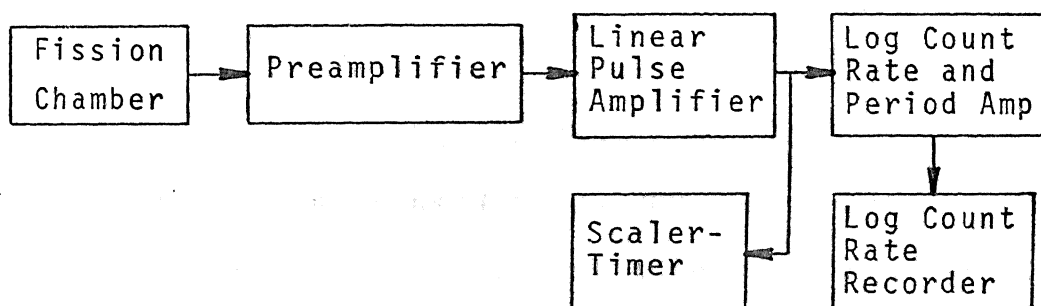 Fission
Chamber
Preamplifier
Linear
Pulse
Amplifier
Log Count
Rate and
Period Amp
Scaler-
Timer
Log Count
Rate
Recorder